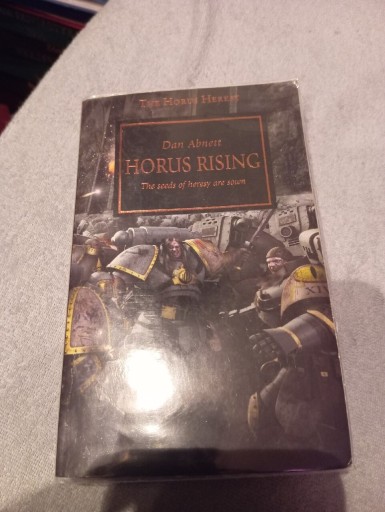 THE HORUS HERESY
Dan Abnett
HORUS RISING
The seeds of heresy are sown